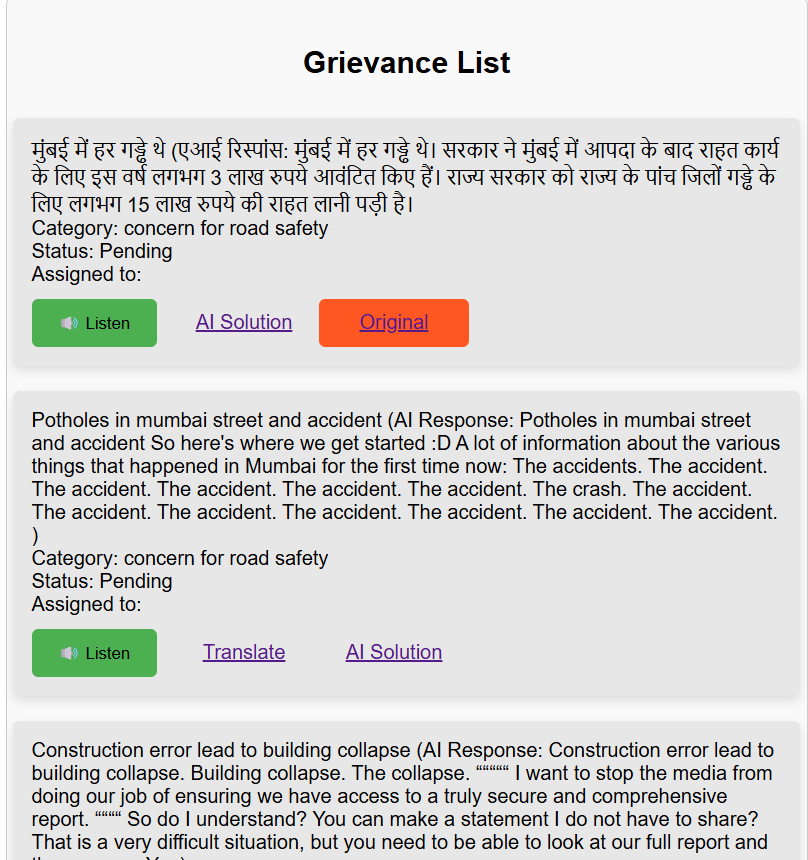 Grievance List
मुंबई में हर गड्ढे थे (एआई रिस्पांस: मुंबई में हर गड्ढे थे। सरकार ने मुंबई में आपदा के बाद राहत कार्य
के लिए इस वर्ष लगभग 3 लाख रुपये आवंटित किए हैं। राज्य सरकार को राज्य के पांच जिलों गड्ढे के
लिए लगभग 15 लाख रुपये की राहत लानी पड़ी है।
Category: concern for road safety
Status: Pending
Assigned to:
Listen AI Solution Original
Potholes in mumbai street and accident (AI Response: Potholes in mumbai street
and accident So here's where we get started :D A lot of information about the various
things that happened in Mumbai for the first time now: The accidents. The accident.
The accident. The accident. The accident. The accident. The crash. The accident.
The accident. The accident. The accident. The accident. The accident. The accident.
)
Category: concern for road safety
Status: Pending
Assigned to:
Listen Translate AI Solution
Construction error lead to building collapse (AI Response: Construction error lead to
building collapse. Building collapse. The collapse. “““““ I want to stop the media from
doing our job of ensuring we have access to a truly secure and comprehensive
report. ““““ So do I understand? You can make a statement I do not have to share?
That is a very difficult situation, but you need to be able to look at our full report and